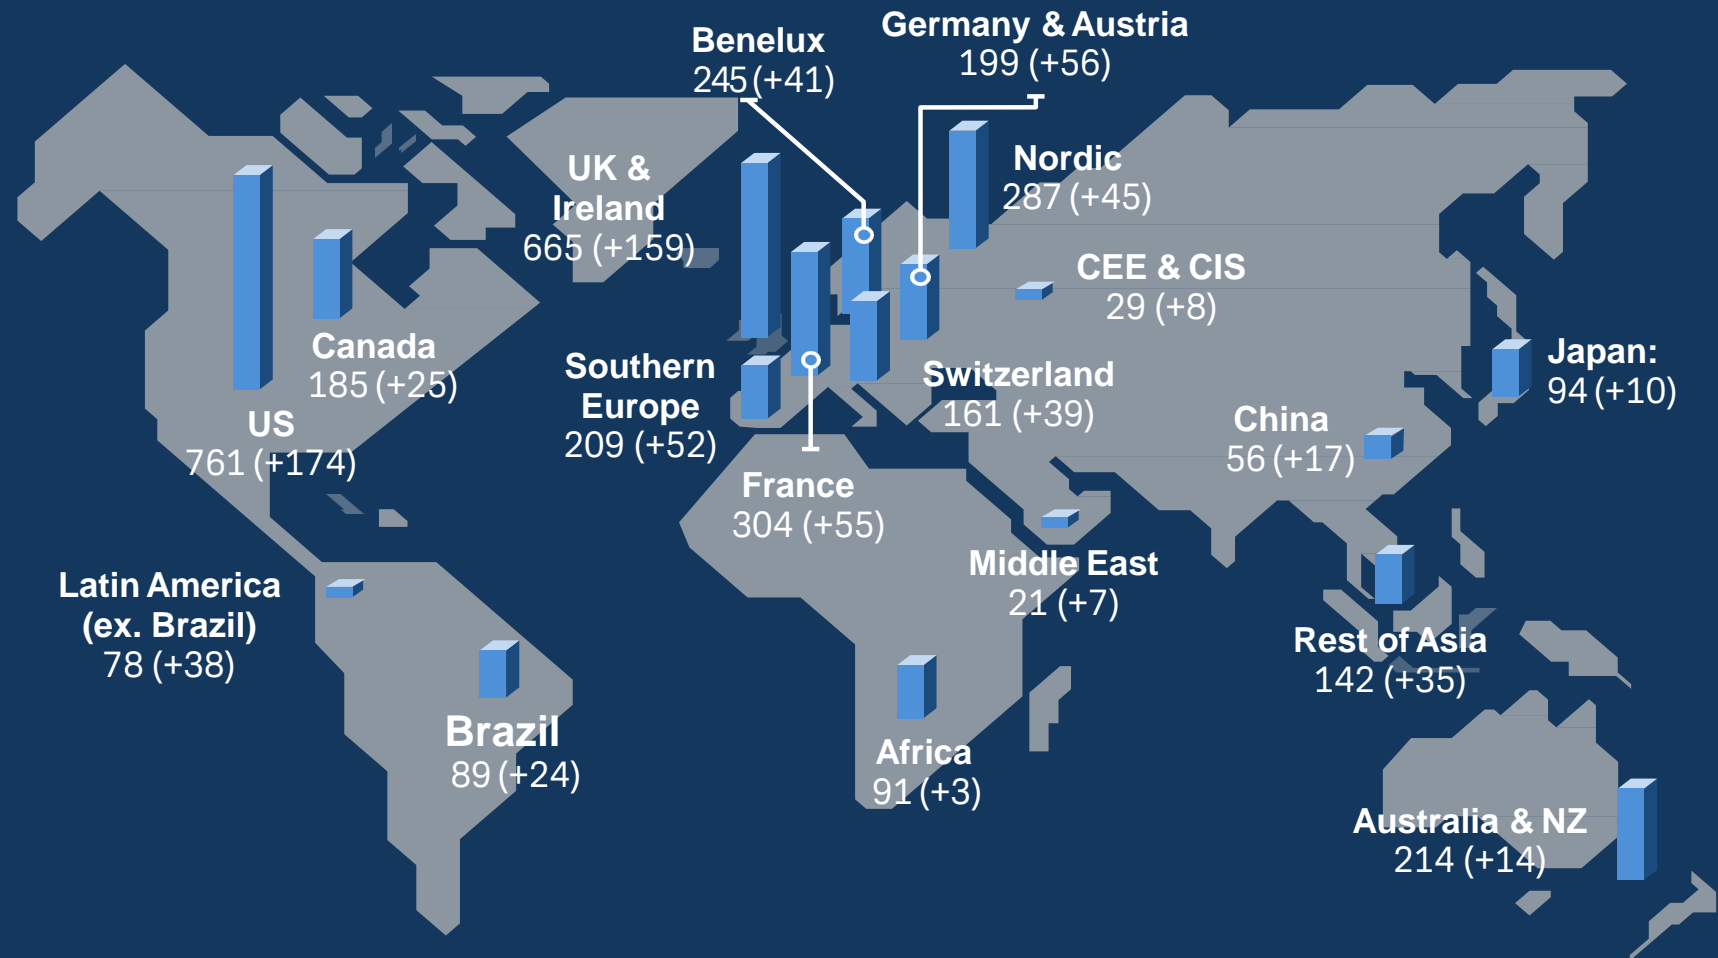 Germany & Austria
199 (+56)
Benelux
245 (+41)
Nordic
287 (+45)
UK &
Ireland
665 (+159)
CEE & CIS
29 (+8)
Canada
185 (+25)
US
761 (+174)
Southern
Europe
209 (+52)
Switzerland
161 (+39)
Japan:
94 (+10)
China
56 (+17)
France
304 (+55)
Middle East
21 (+7)
Latin America
(ex. Brazil)
78 (+38)
Rest of Asia
142 (+35)
Brazil
89 (+24)
Africa
91 (+3)
Australia & NZ
214 (+14)